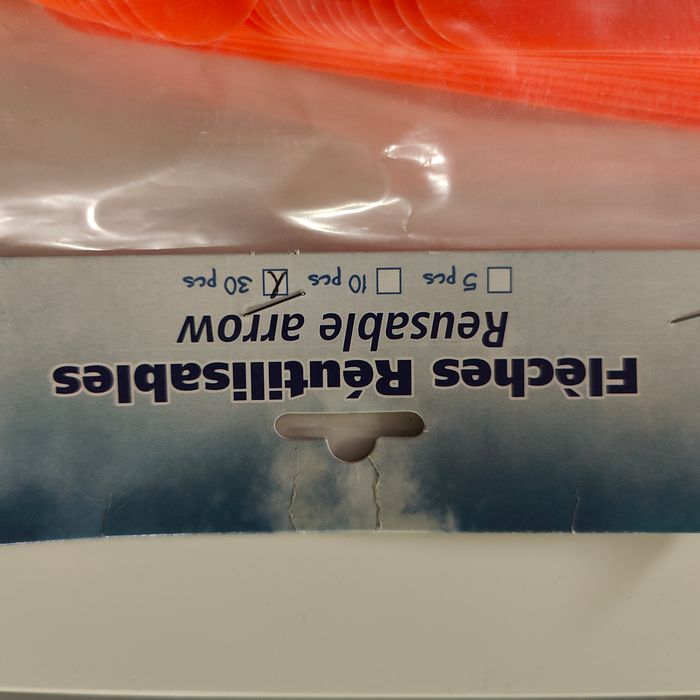 Flèches Réutilisables
Reusable arrow
5 pcs 10 pcs 30 pcs